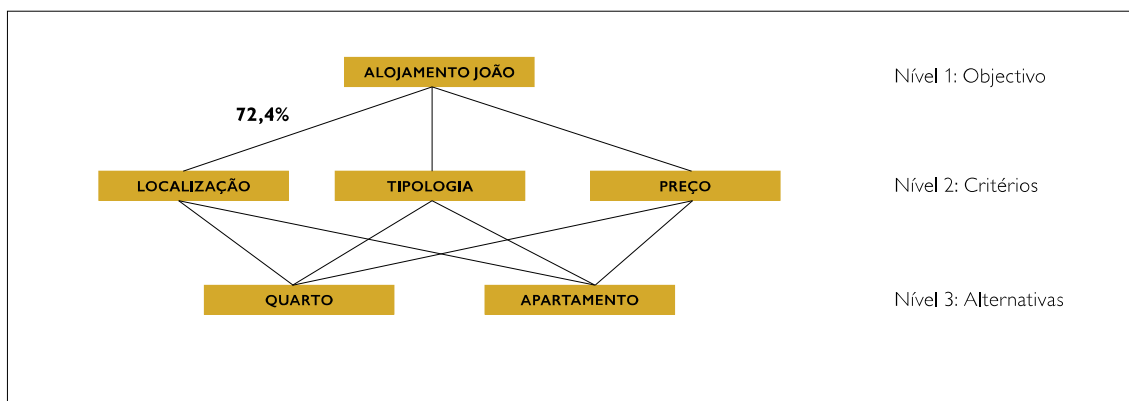 ALOJAMENTO JOÃO
Nível 1: Objectivo
72,4%
LOCALIZAÇÃO
TIPOLOGIA
PREÇO
Nível 2: Critérios
QUARTO
APARTAMENTO
Nível 3: Alternativas